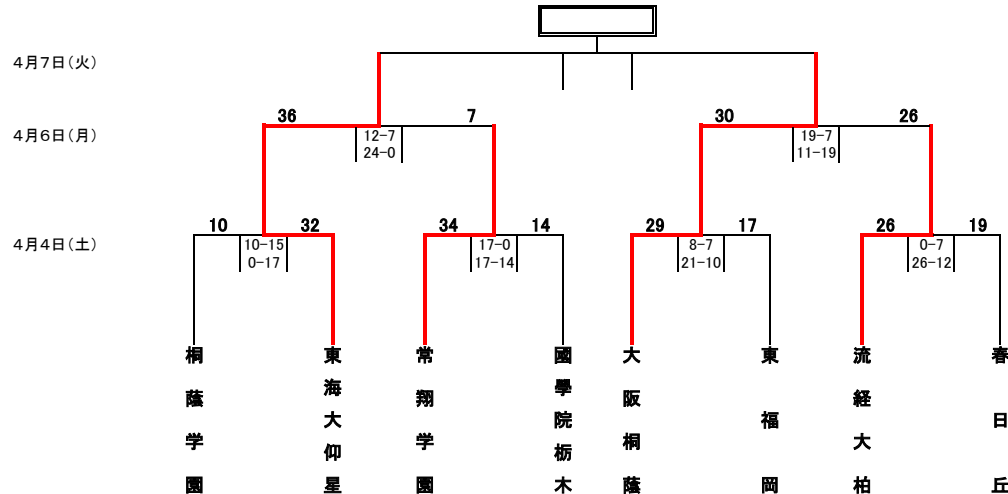 4月7日(火)
36
7
30
26
4月6日(月)
12-7
24-0
19-7
11-19
10
32
34
14
29
17
26
19
4月4日(土)
10-15
0-17
17-0
17-14
8-7
21-10
0-7
26-12
桐蔭学園
東海大仰星
常翔学園
國學院栃木
大阪桐蔭
東福岡
流経大柏
春日丘